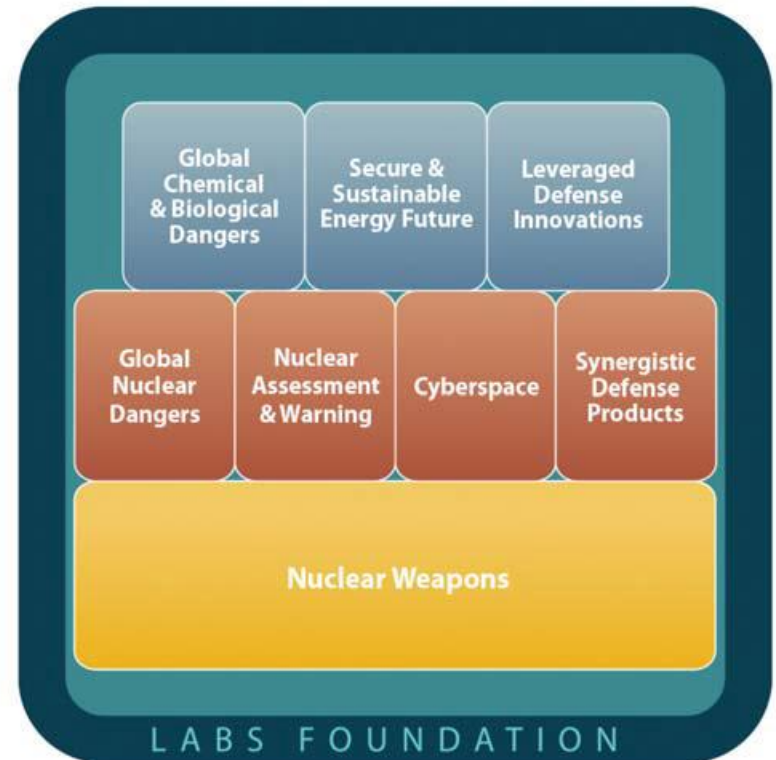 Global
Chemical
& Biological
Dangers
Secure &
Sustainable
Energy Future
Leveraged
Defense
Innovations
Global
Nuclear
Dangers
Nuclear
Assessment
& Warning
Cyberspace
Synergistic
Defense
Products
Nuclear Weapons
LABS FOUNDATION